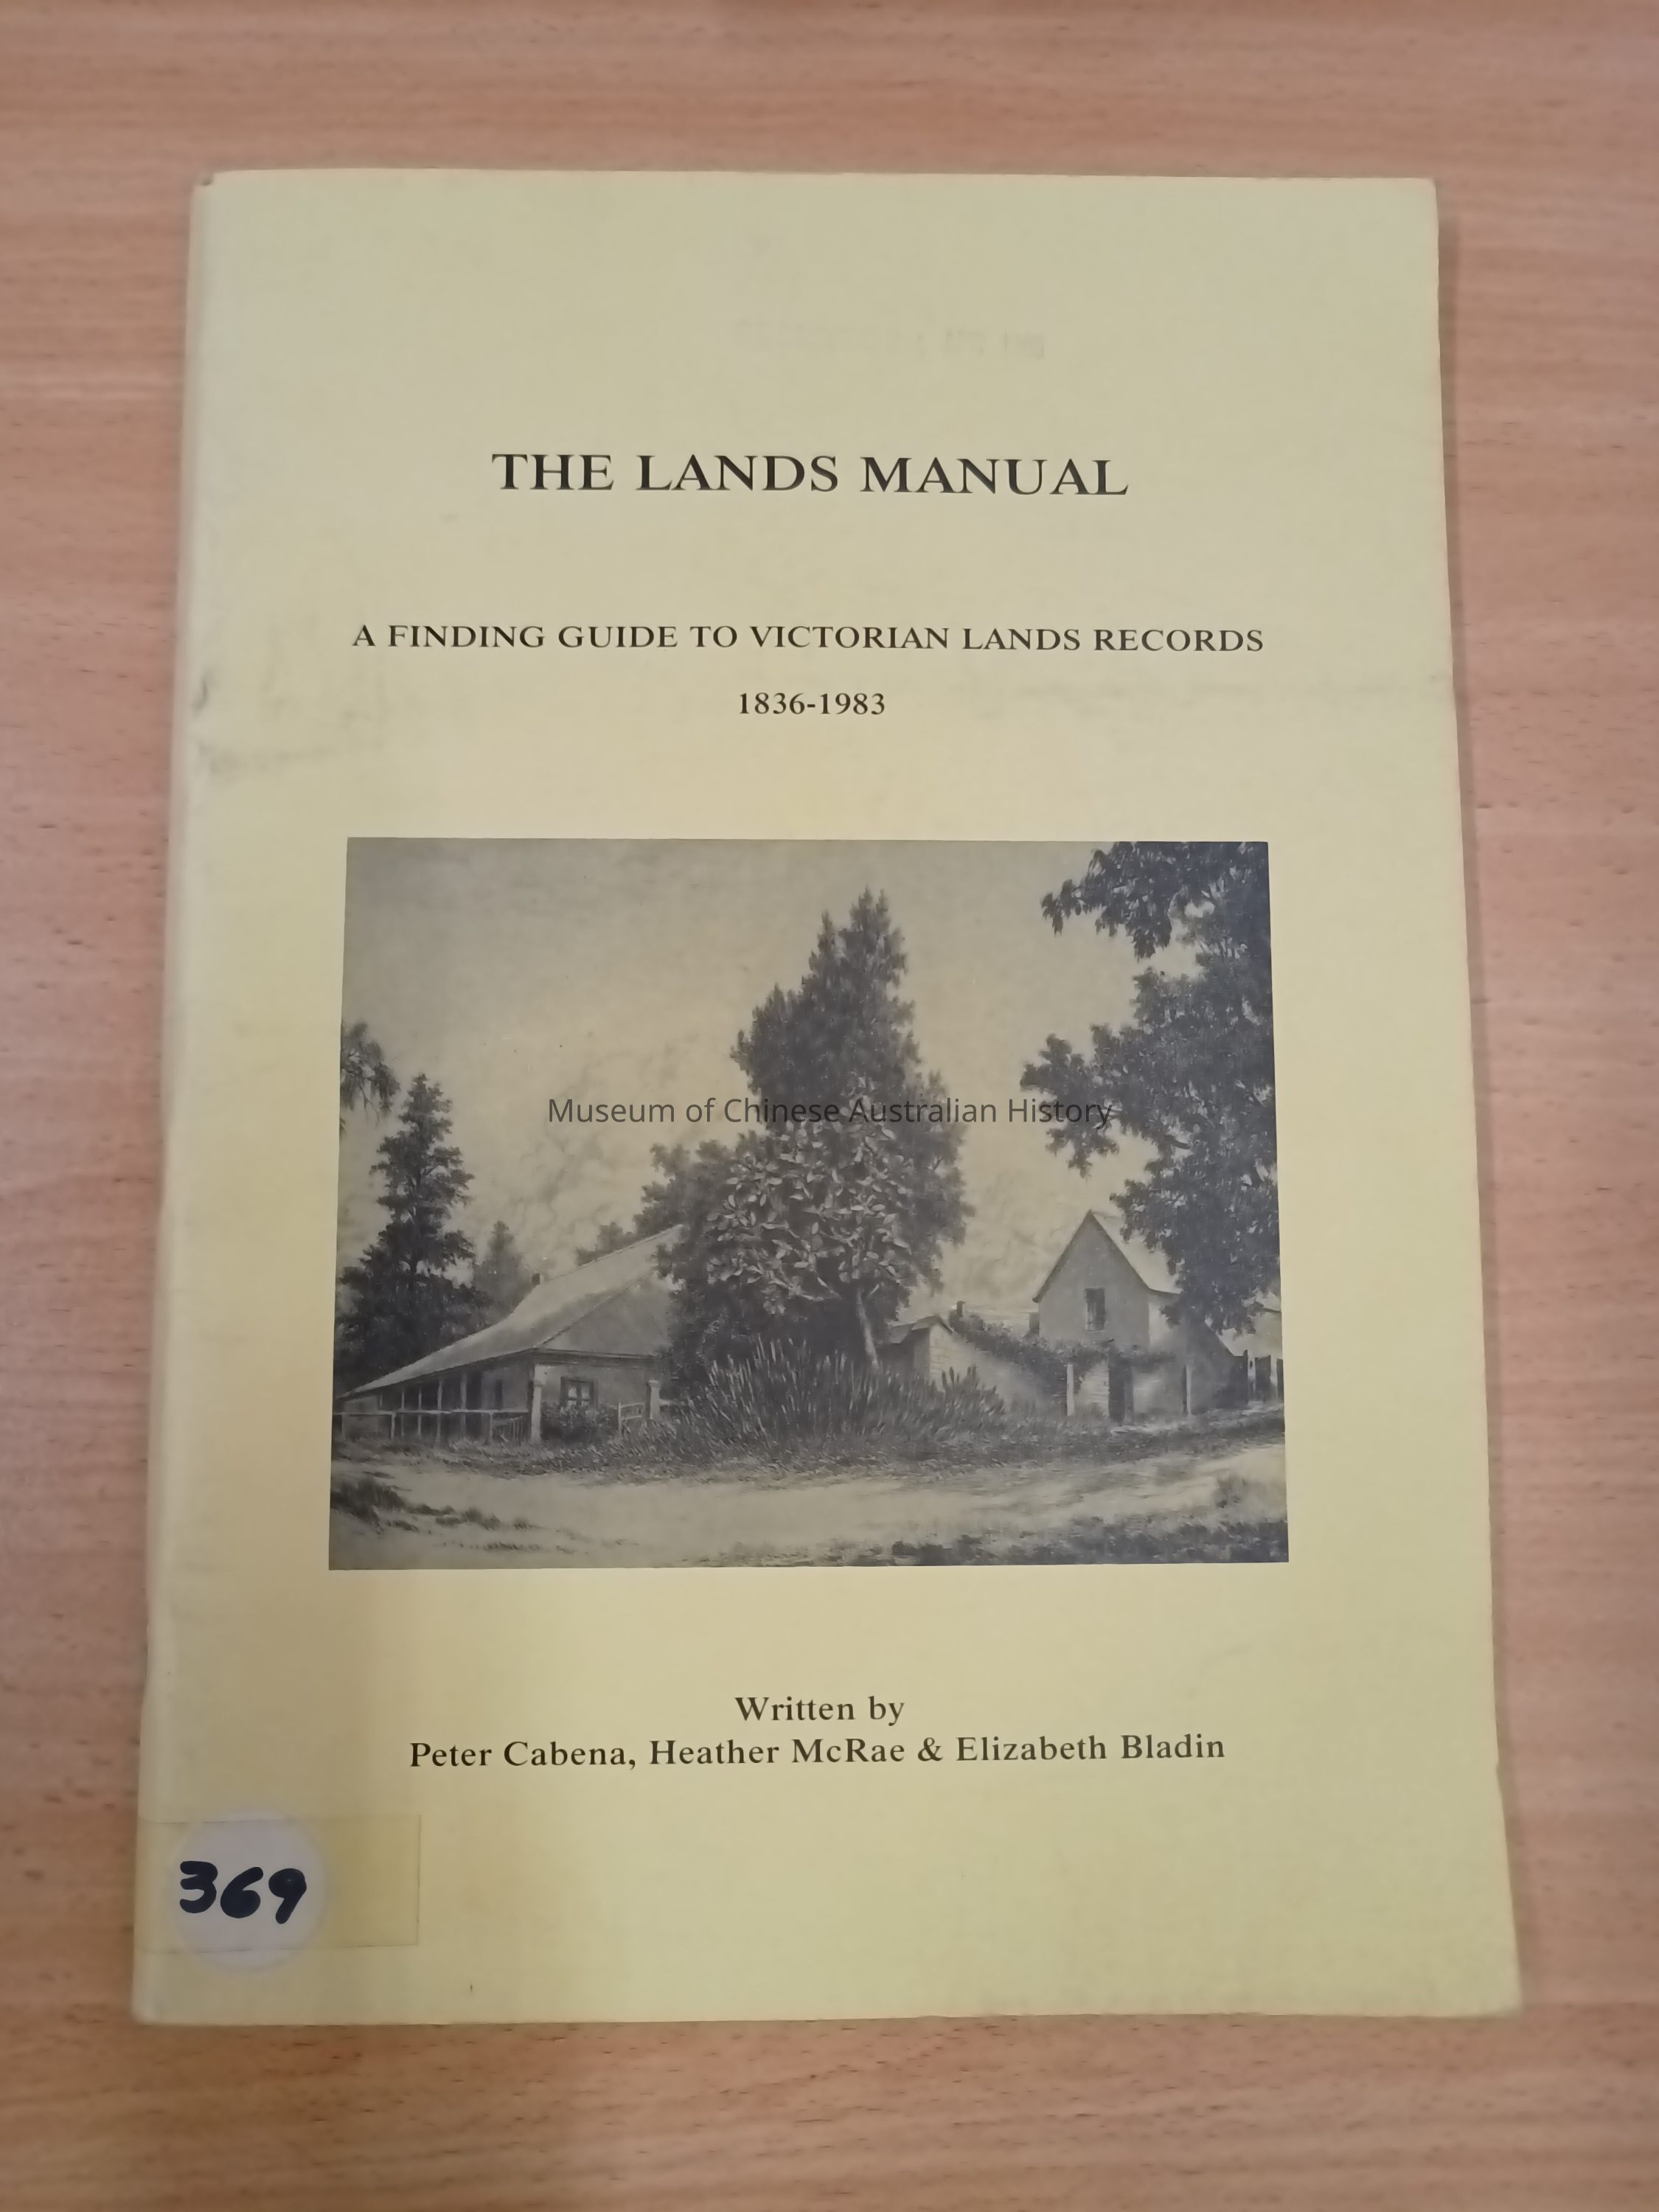 THE LANDS MANUAL
A FINDING GUIDE TO VICTORIAN LANDS RECORDS
1836-1983
Museum of Chinese Australian History
Written by
Peter Cabena, Heather McRae & Elizabeth Bladin
369